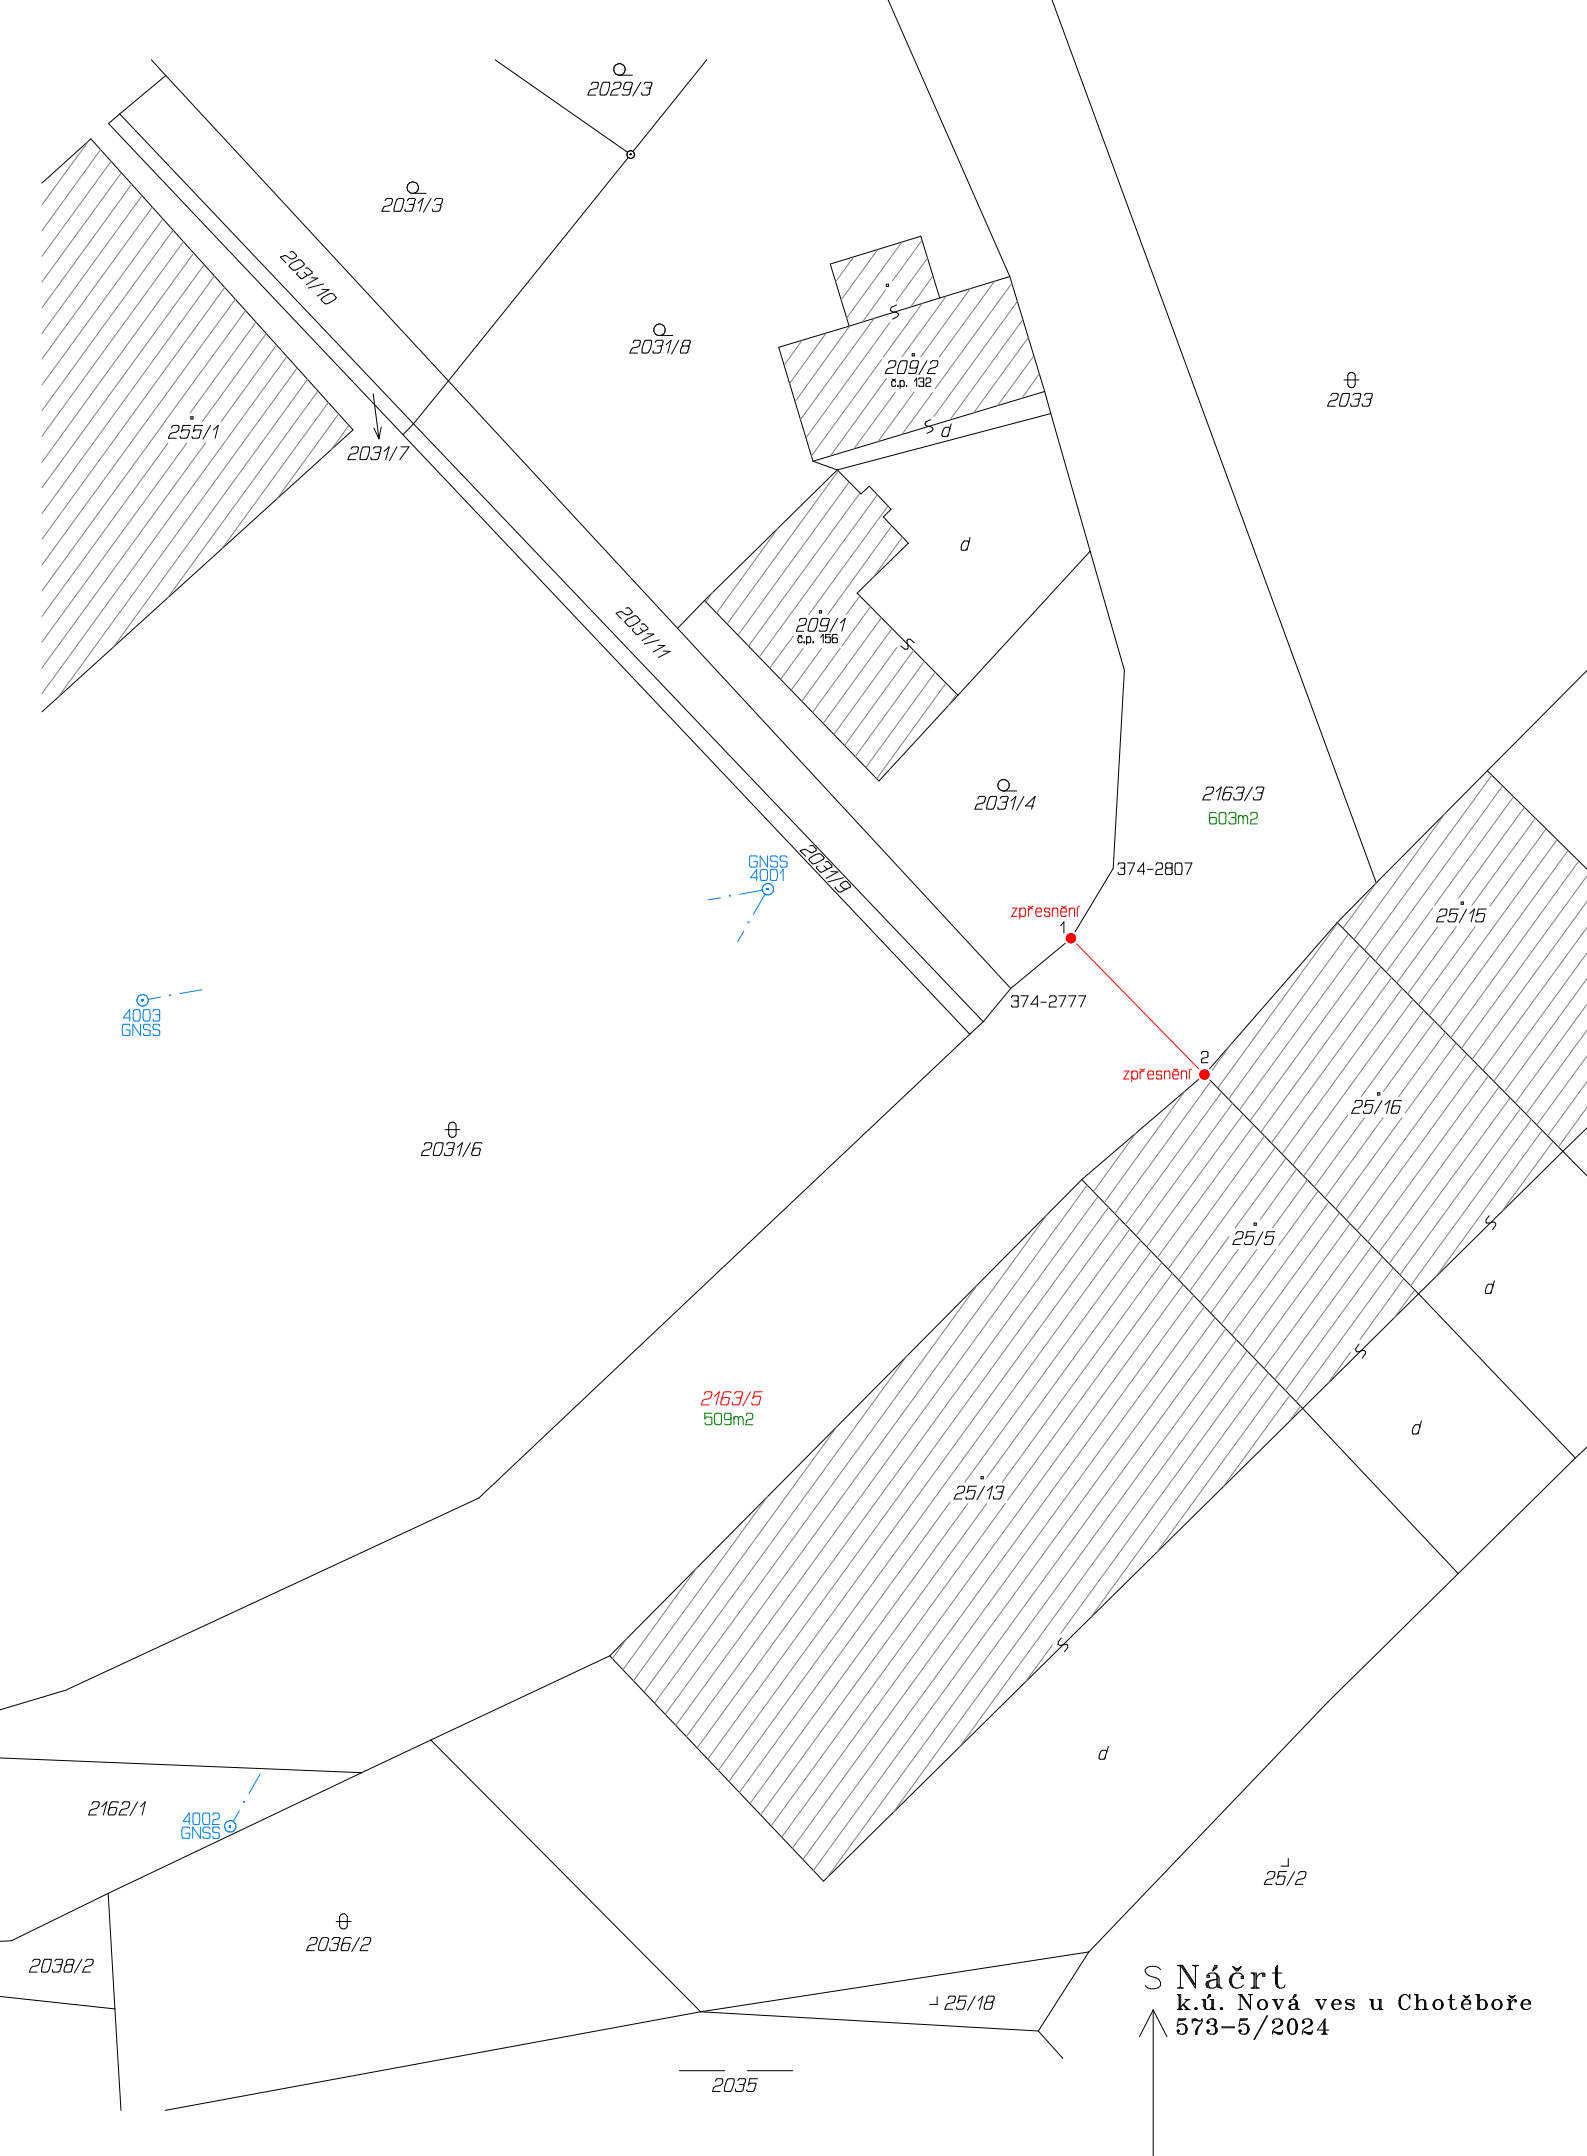 2029/3
2031/3
2031/10
2031/8
S
209/2
č.p. 132
S d
2033
255/1
2031/7
d
2031/11
209/1
č.p. 156
S
2031/4
2163/3
603m2
GNSS
4001
2031/9
374-2807
zpřesnění
1
25/15
4003
GNSS
374-2777
2
zpřesnění
25/16
2031/6
25/5
S
d
S
2163/5
509m2
d
25/13
S
d
2162/1
4002
GNSS
25/2
2036/2
2038/2
25/18
S Náčrt
k.ú. Nová ves u Chotěboře
573-5/2024
2035